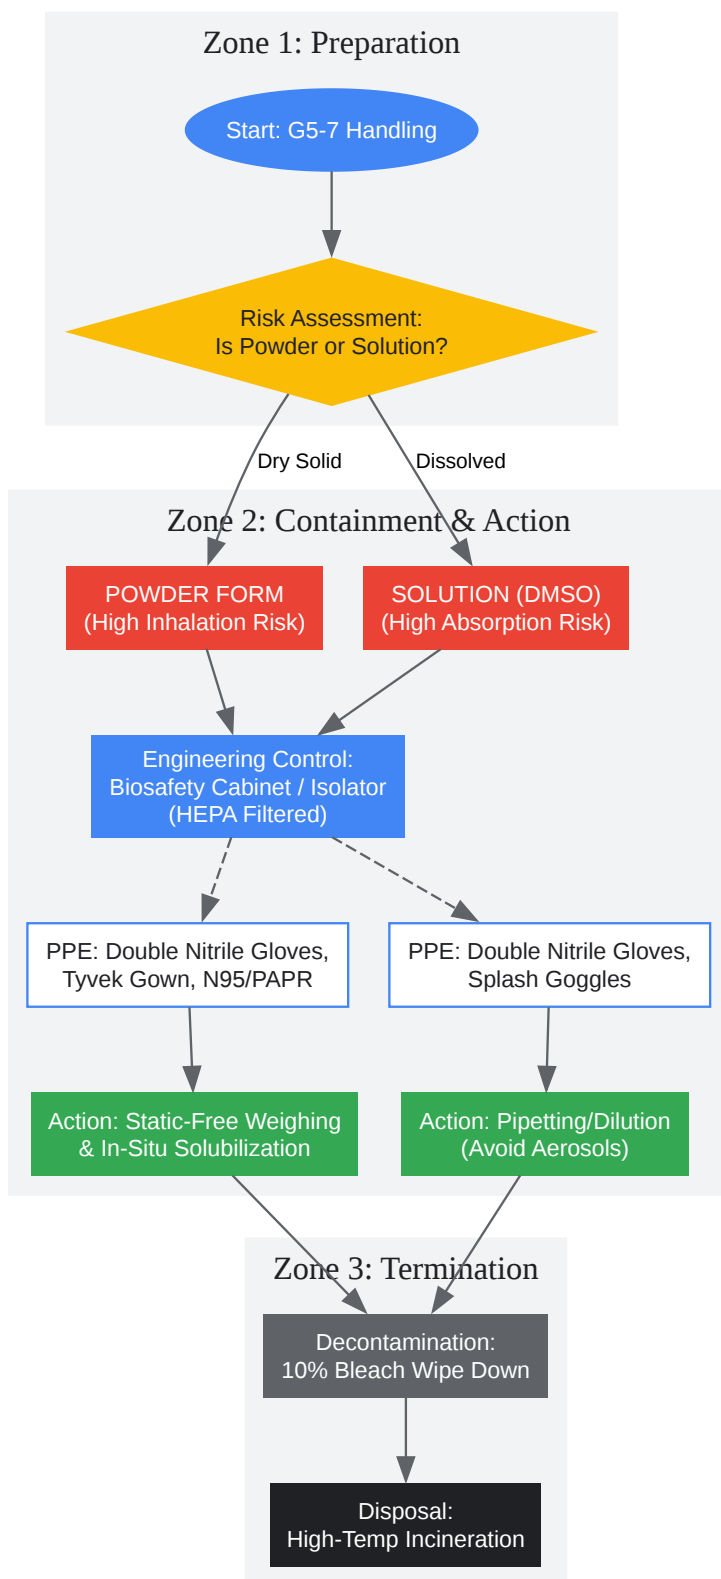 Zone 1: Preparation
Start: G5-7 Handling
Risk Assessment:
Is Powder or Solution?
Dry Solid
Dissolved
Zone 2: Containment & Action
POWDER FORM
(High Inhalation Risk)
SOLUTION (DMSO)
(High Absorption Risk)
Engineering Control:
Biosafety Cabinet / Isolator
(HEPA Filtered)
PPE: Double Nitrile Gloves,
Tyvek Gown, N95/PAPR
PPE: Double Nitrile Gloves,
Splash Goggles
Action: Static-Free Weighing
& In-Situ Solubilization
Action: Pipetting/Dilution
(Avoid Aerosols)
Zone 3: Termination
Decontamination:
10% Bleach Wipe Down
Disposal:
High-Temp Incineration